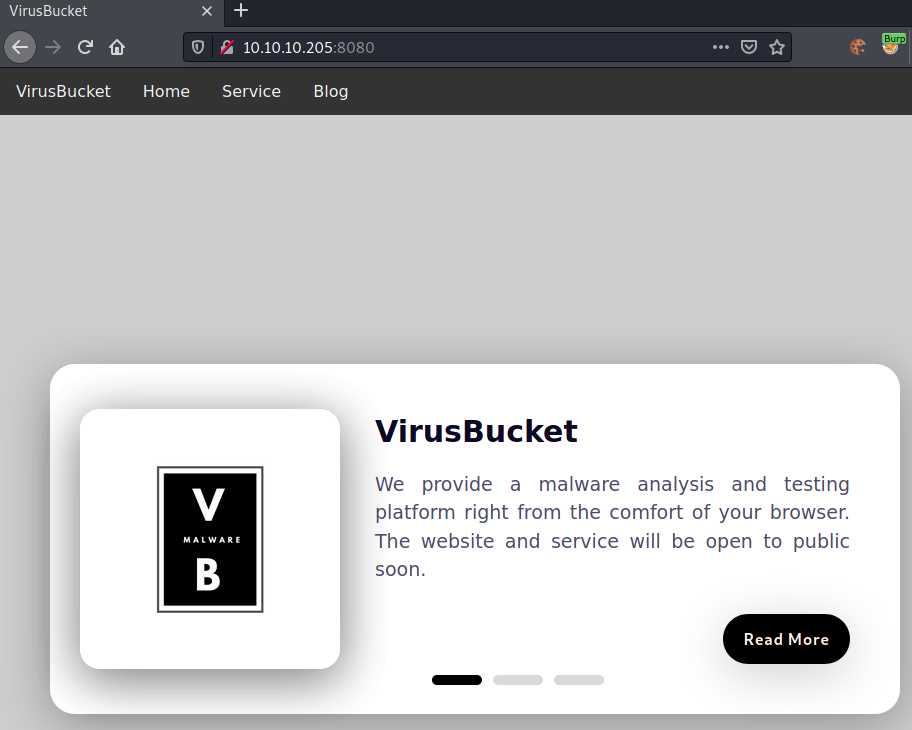 VirusBucket
10.10.10.205:8080
Burp
VirusBucket Home Service Blog
V
MALWARE
B
VirusBucket
We provide a malware analysis and testing
platform right from the comfort of your browser.
The website and service will be open to public
soon.
Read More